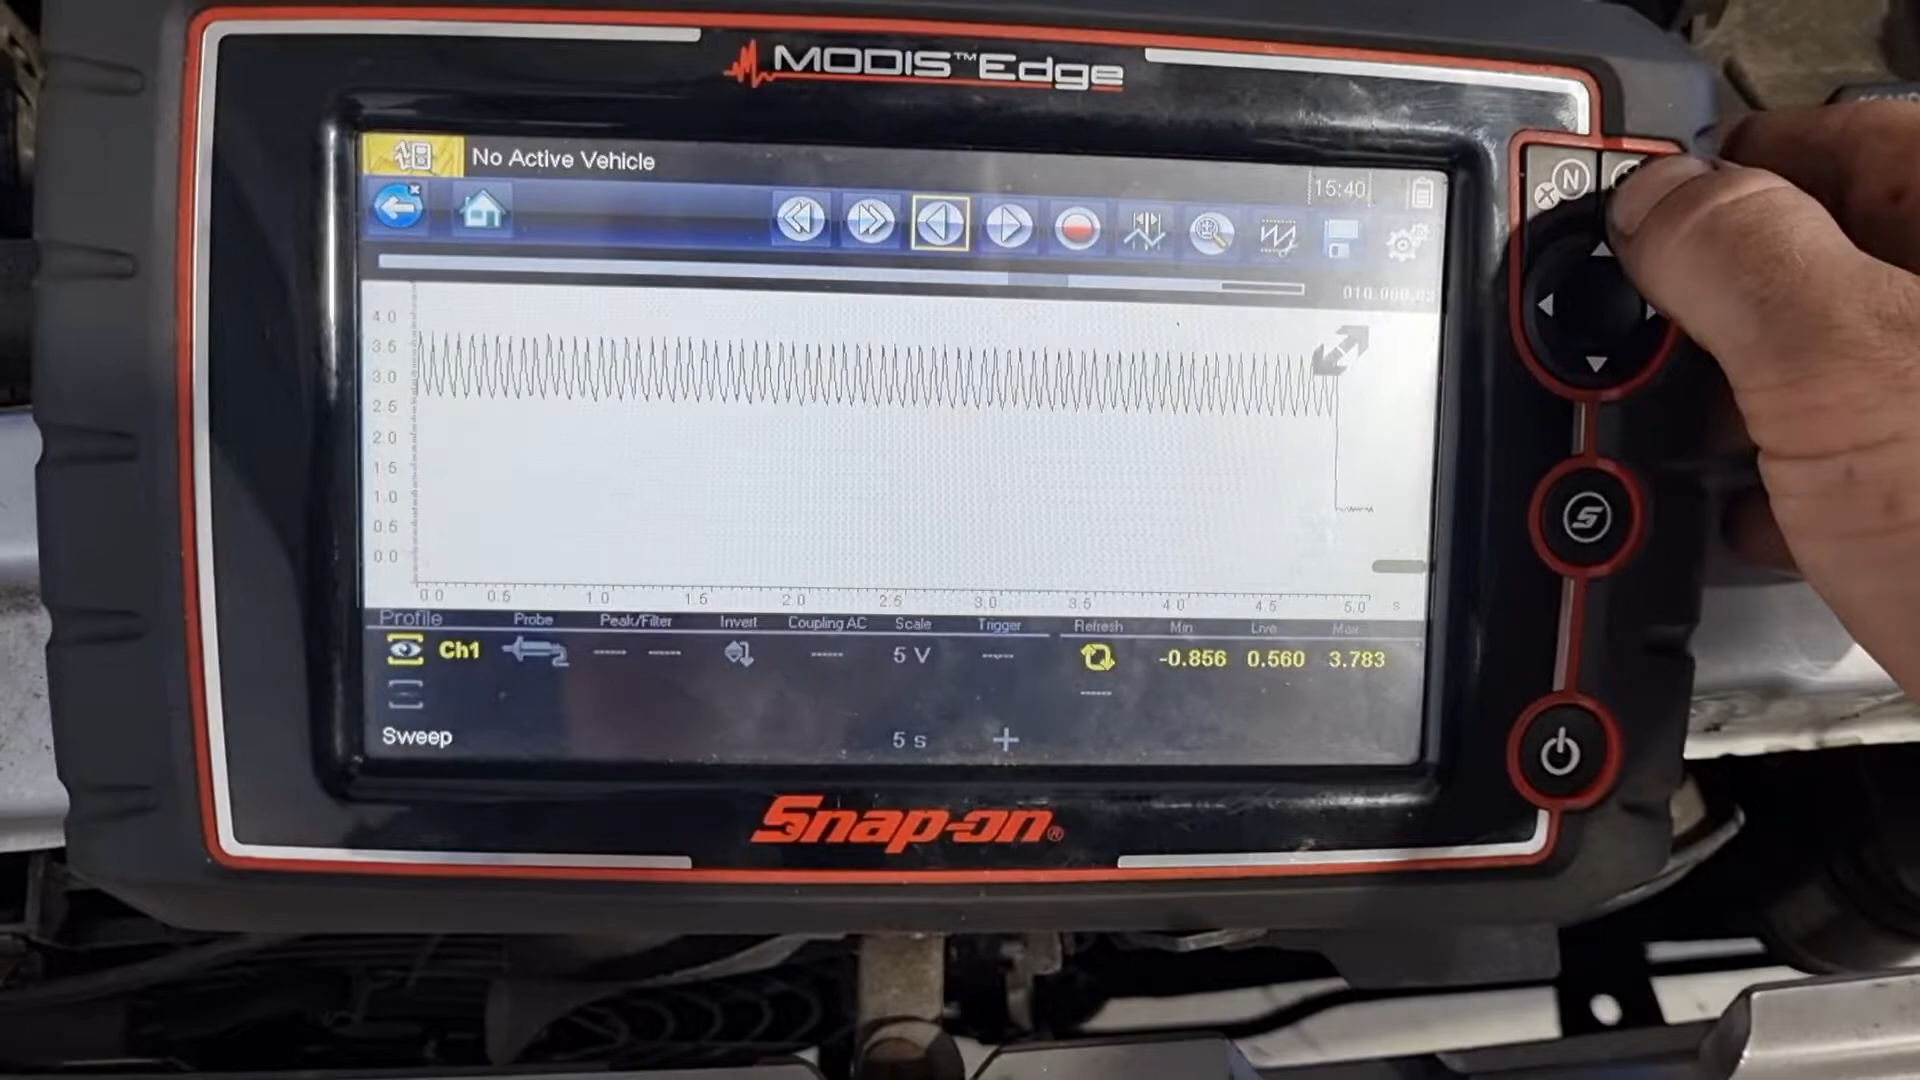 MODIS™ Edge
No Active Vehicle
15:40
N
4.0
3.5
3.0
2.5
2.0
1.5
1.0
0.5
0.0
0.0 0.5 1.0 1.5 2.0 2.5 3.0 3.5 4.0 4.5 5.0 s
Profile Probe Peak/Filter Invert Coupling AC Scale Trigger Refresh Min Live Max
Ch1 ---- ---- ---- 5 V ---- -0.856 0.560 3.783
----
Sweep 5 s +
S
Snap-on®